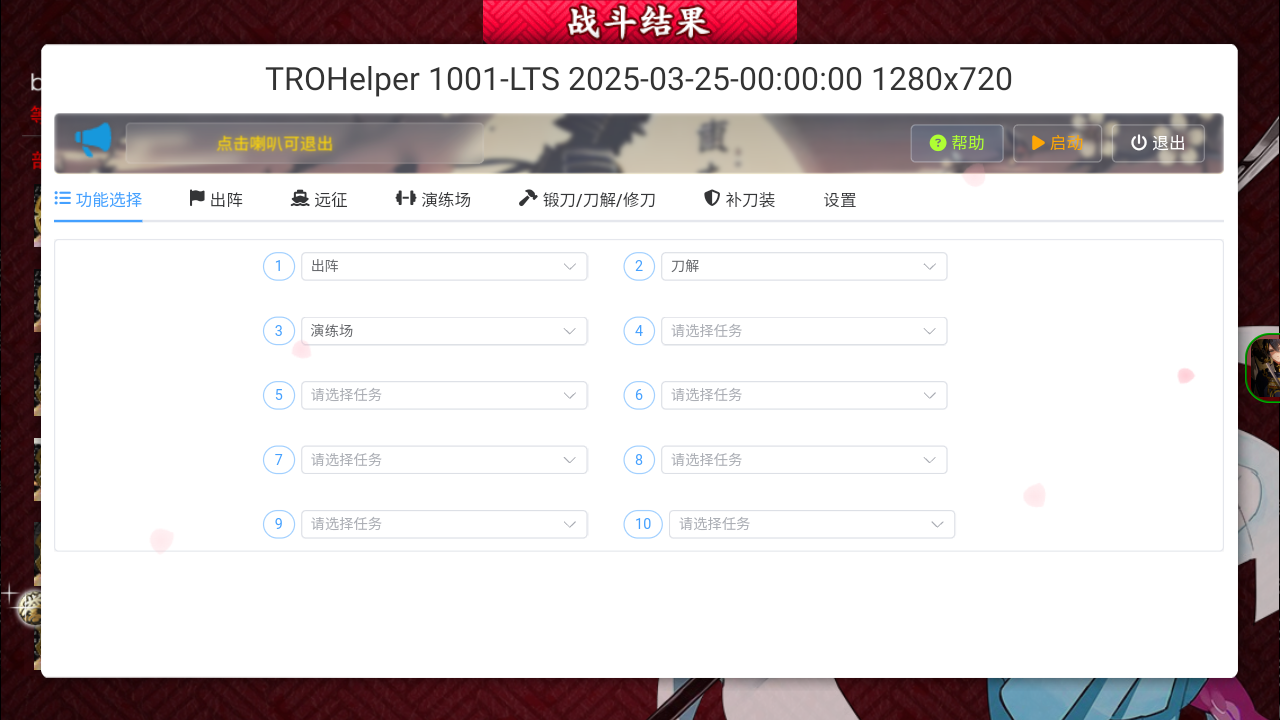 战斗结果
TROHelper 1001-LTS 2025-03-25-00:00:00 1280x720
点击喇叭可退出
帮助
启动
退出
功能选择
出阵
远征
演练场
锻刀/刀解/修刀
补刀装
设置
1 出阵
2 刀解
3 演练场
4 请选择任务
5 请选择任务
6 请选择任务
7 请选择任务
8 请选择任务
9 请选择任务
10 请选择任务